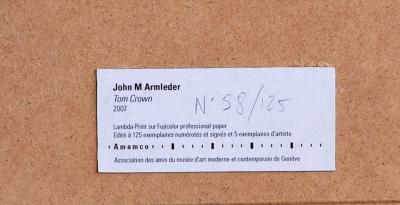 John M Armleder
Tom Crown
2007
N° 58/125
Lambda-Print sur Fujicolor professional paper
Edité à 125 exemplaires numérotés et signés et 5 exemplaires d'artiste
Amamco
Association des amis du musée d'art moderne et contemporain de Genève